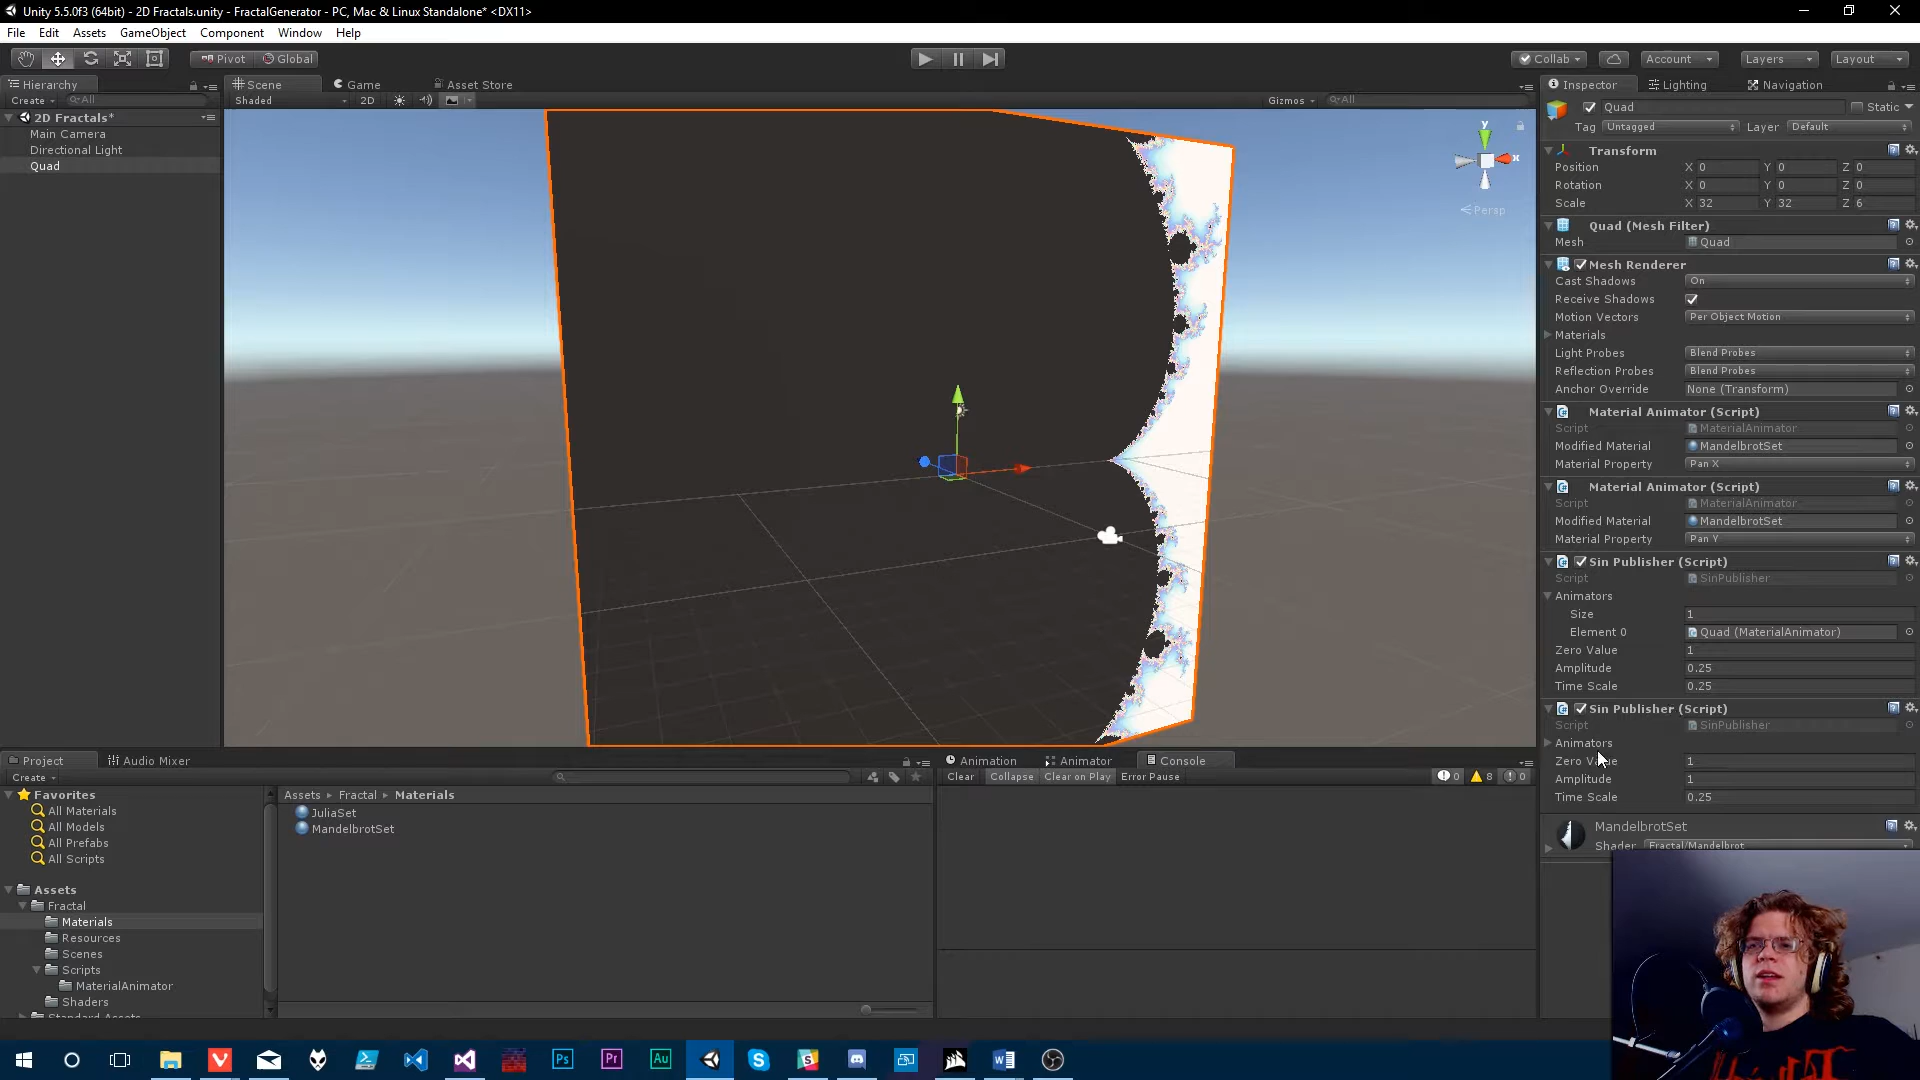 Unity 5.5.0f3 (64bit) - 2D Fractals.unity - FractalGenerator - PC, Mac & Linux Standalone* <DX11>
File Edit Assets GameObject Component Window Help
Pivot Global Collab Account Layers Layout
Hierarchy
Create All
2D Fractals*
Main Camera
Directional Light
Quad
Scene Game Asset Store
Shaded 2D Gizmos All
y
x
Persp
Inspector Lighting Navigation
Quad Static
Tag Untagged Layer Default
Transform
Position X 0 Y 0 Z 0
Rotation X 0 Y 0 Z 0
Scale X 32 Y 32 Z 6
Quad (Mesh Filter)
Mesh Quad
Mesh Renderer
Cast Shadows On
Receive Shadows
Motion Vectors Per Object Motion
Materials
Light Probes Blend Probes
Reflection Probes Blend Probes
Anchor Override None (Transform)
Material Animator (Script)
Script MaterialAnimator
Modified Material MandelbrotSet
Material Property Pan X
Material Animator (Script)
Script MaterialAnimator
Modified Material MandelbrotSet
Material Property Pan Y
Sin Publisher (Script)
Script SinPublisher
Animators
Size 1
Element 0 Quad (MaterialAnimator)
Zero Value 1
Amplitude 0.25
Time Scale 0.25
Sin Publisher (Script)
Script SinPublisher
Animators
Zero Value 1
Amplitude 1
Time Scale 0.25
MandelbrotSet
Shader Fractal/Mandelbrot
Project Audio Mixer
Create
Favorites
All Materials
All Models
All Prefabs
All Scripts
Assets
Fractal
Materials
Resources
Scenes
Scripts
MaterialAnimator
Shaders
Standard Assets
Assets Fractal Materials
JuliaSet
MandelbrotSet
Animation Animator Console
Clear Collapse Clear on Play Error Pause 0 8 0
Ps Pr Au